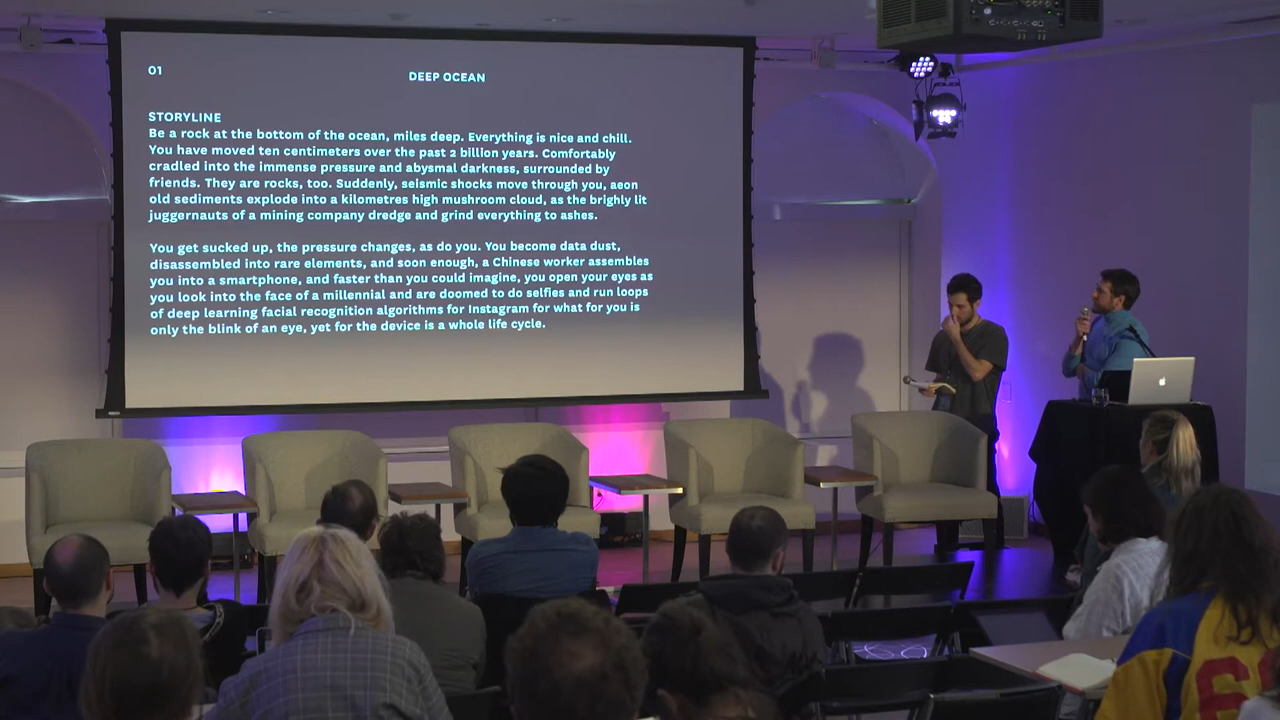 01
DEEP OCEAN
STORYLINE
Be a rock at the bottom of the ocean, miles deep. Everything is nice and chill.
You have moved ten centimeters over the past 2 billion years. Comfortably
cradled into the immense pressure and abysmal darkness, surrounded by
friends. They are rocks, too. Suddenly, seismic shocks move through you, aeon
old sediments explode into a kilometres high mushroom cloud, as the brighly lit
juggernauts of a mining company dredge and grind everything to ashes.
You get sucked up, the pressure changes, as do you. You become data dust,
disassembled into rare elements, and soon enough, a Chinese worker assembles
you into a smartphone, and faster than you could imagine, you open your eyes as
you look into the face of a millennial and are doomed to do selfies and run loops
of deep learning facial recognition algorithms for Instagram for what for you is
only the blink of an eye, yet for the device is a whole life cycle.